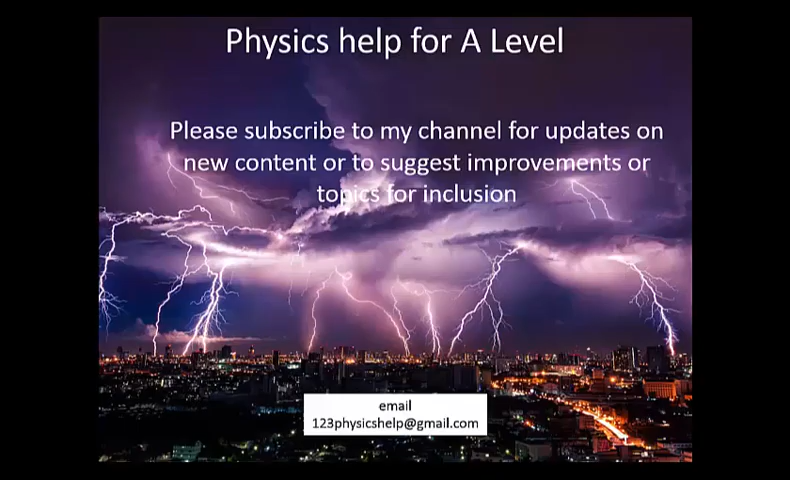 Physics help for A Level
Please subscribe to my channel for updates on
new content or to suggest improvements or
topics for inclusion
email
123physicshelp@gmail.com